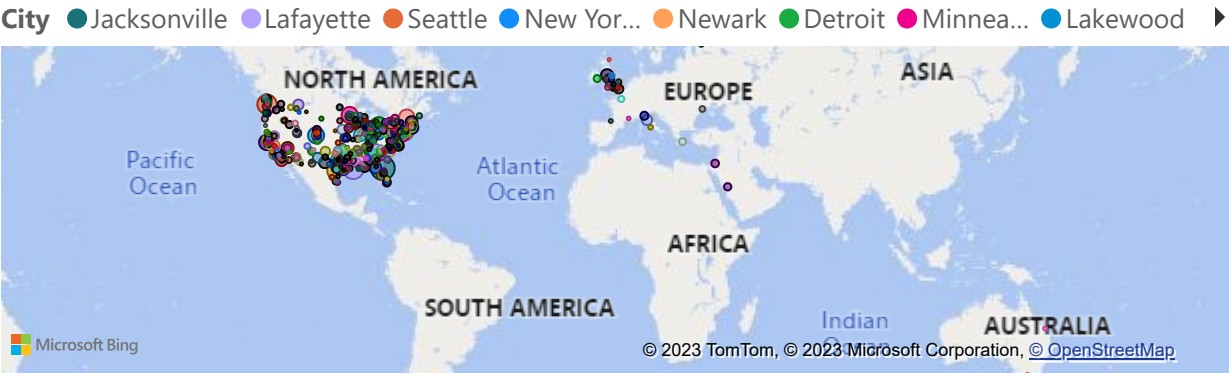 City Jacksonville Lafayette Seattle New Yor... Newark Detroit Minnea... Lakewood
NORTH AMERICA
ASIA
EUROPE
Pacific
Ocean
Atlantic
Ocean
AFRICA
SOUTH AMERICA
Indian
Ocean
AUSTRALIA
Microsoft Bing
© 2023 TomTom, © 2023 Microsoft Corporation, © OpenStreetMap